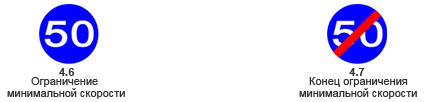 50
4.6
Ограничение
минимальной скорости
50
4.7
Конец ограничения
минимальной скорости